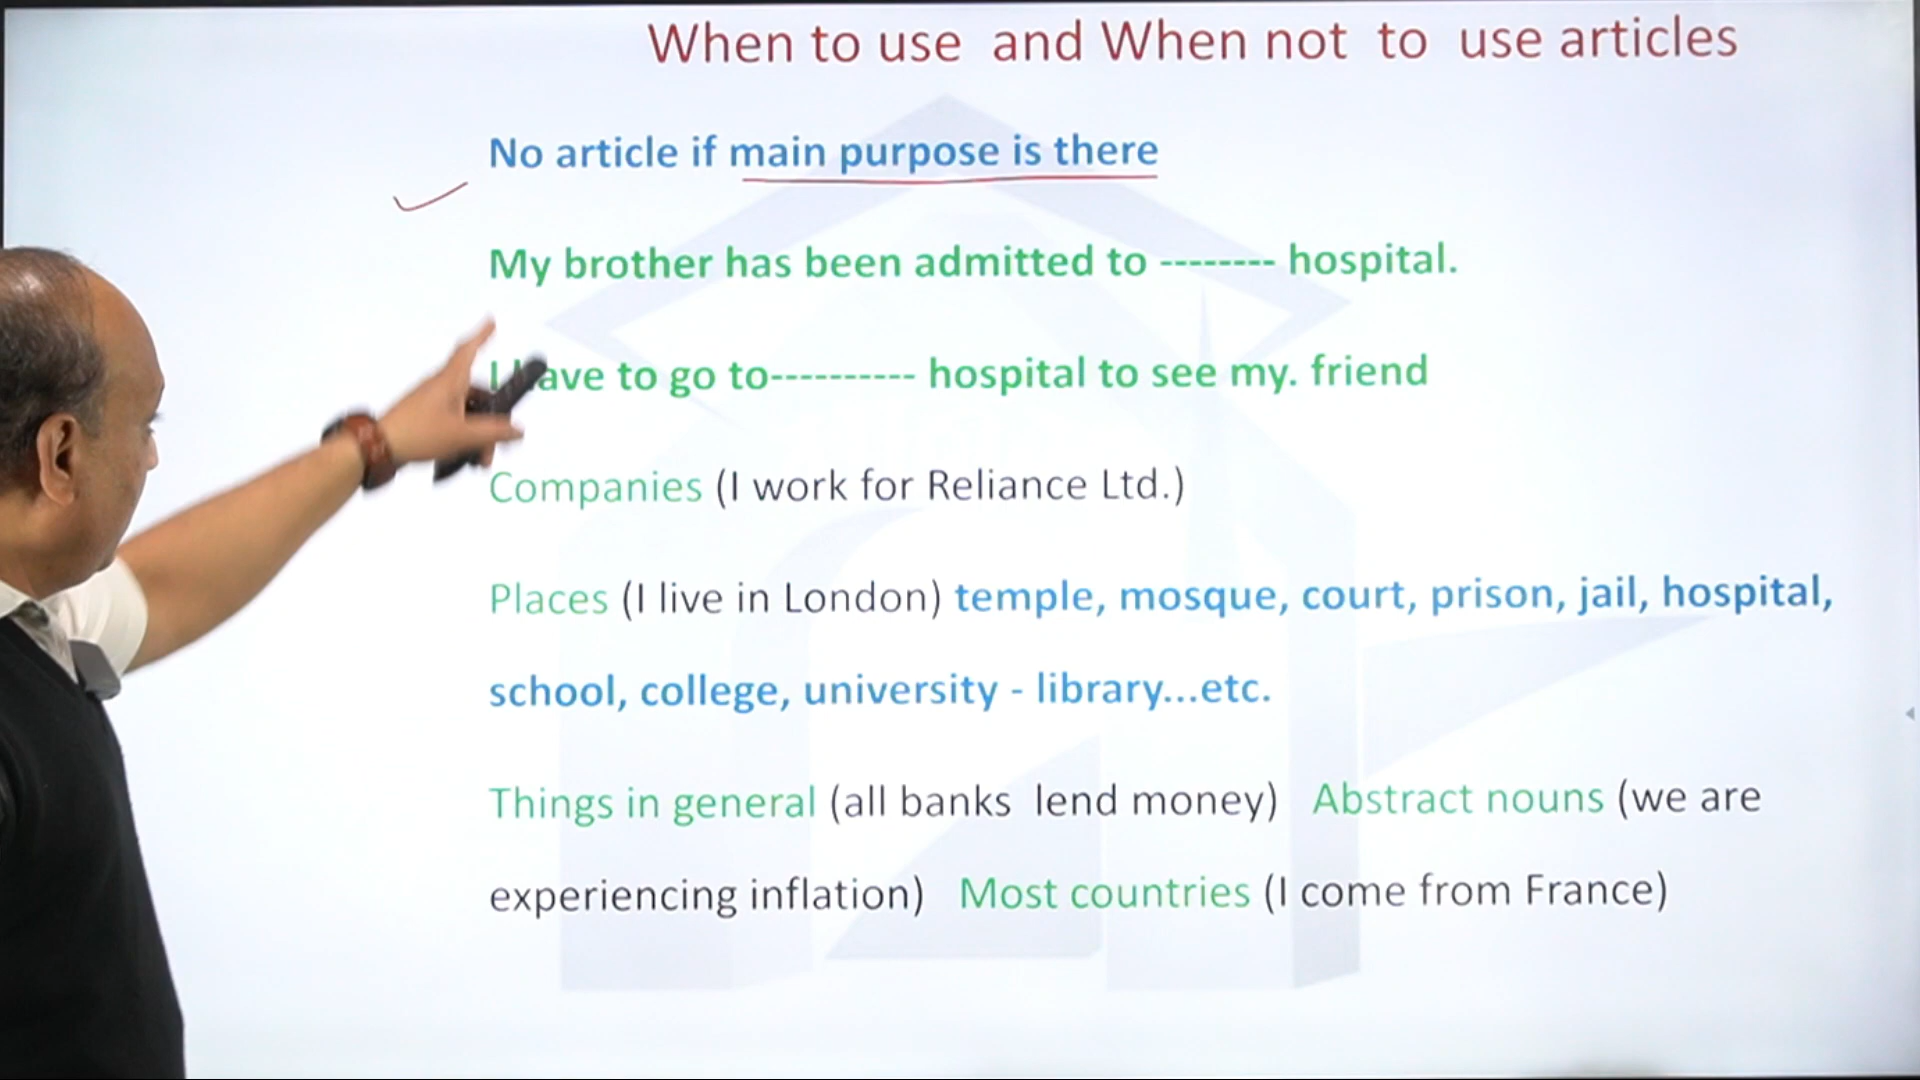 When to use and When not to use articles
No article if main purpose is there
My brother has been admitted to -------- hospital.
I have to go to---------- hospital to see my. friend
Companies (I work for Reliance Ltd.)
Places (I live in London) temple, mosque, court, prison, jail, hospital,
school, college, university - library...etc.
Things in general (all banks lend money) Abstract nouns (we are
experiencing inflation) Most countries (I come from France)